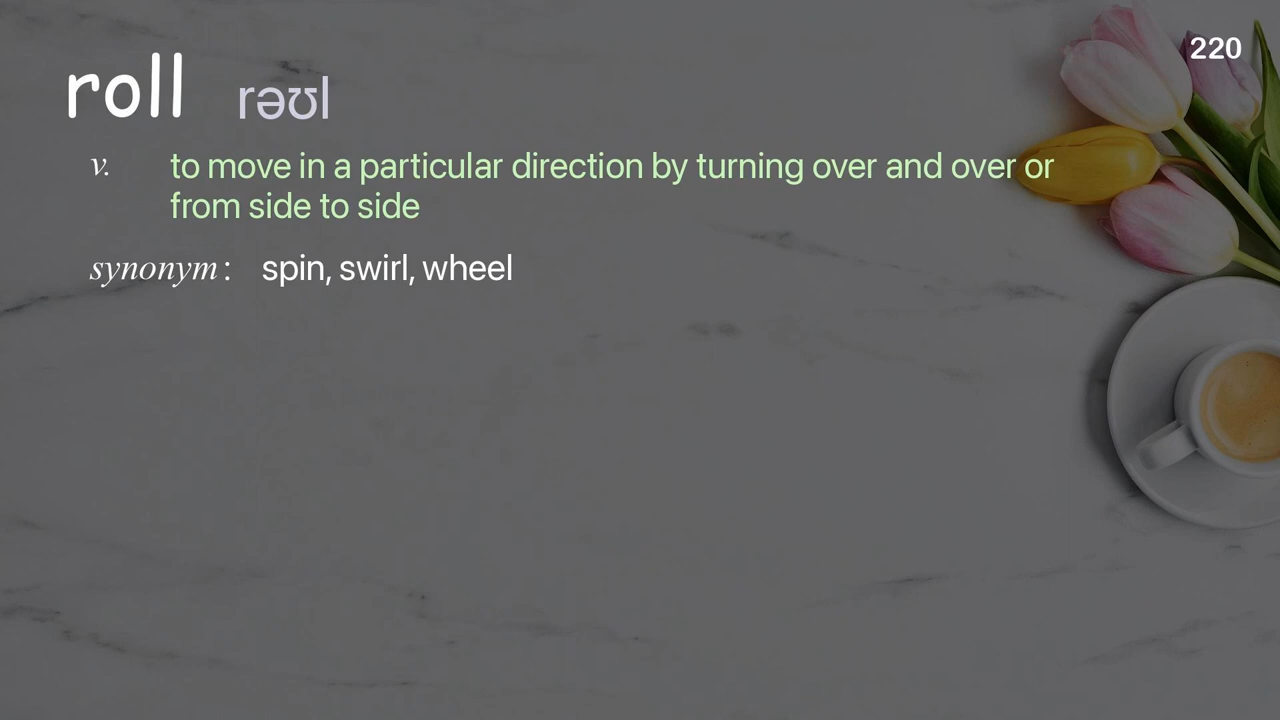 220
roll rəʊl
v. to move in a particular direction by turning over and over or
from side to side
synonym : spin, swirl, wheel